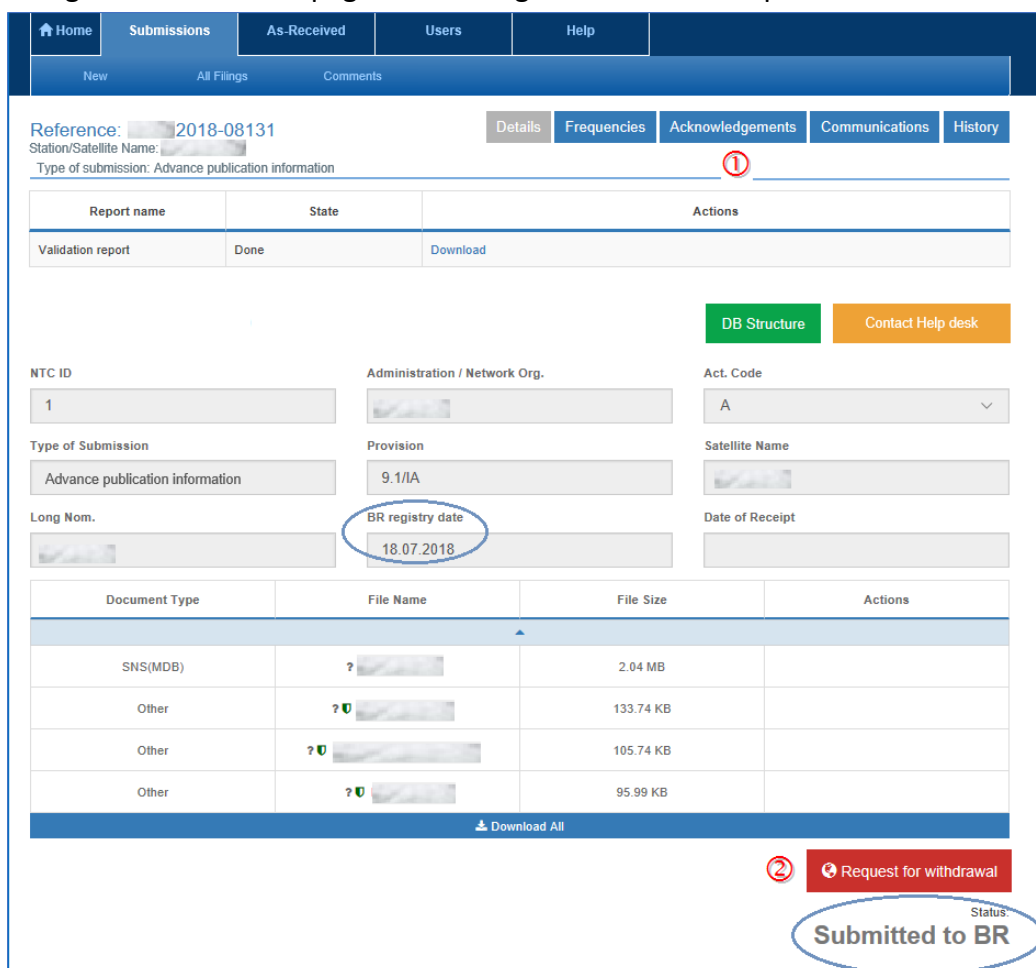 Home Submissions As-Received Users Help
New All Filings Comments
Reference: 2018-08131
Details Frequencies Acknowledgements Communications History
Station/Satellite Name:
Type of submission: Advance publication information
①
Report name State Actions
Validation report Done Download
DB Structure Contact Help desk
NTC ID Administration / Network Org. Act. Code
1 A
Type of Submission Provision Satellite Name
Advance publication information 9.1/IA
Long Nom. BR registry date Date of Receipt
18.07.2018
Document Type File Name File Size Actions
SNS(MDB) ? 2.04 MB
Other ? 133.74 KB
Other ? 105.74 KB
Other ? 95.99 KB
Download All
② Request for withdrawal
Status:
Submitted to BR